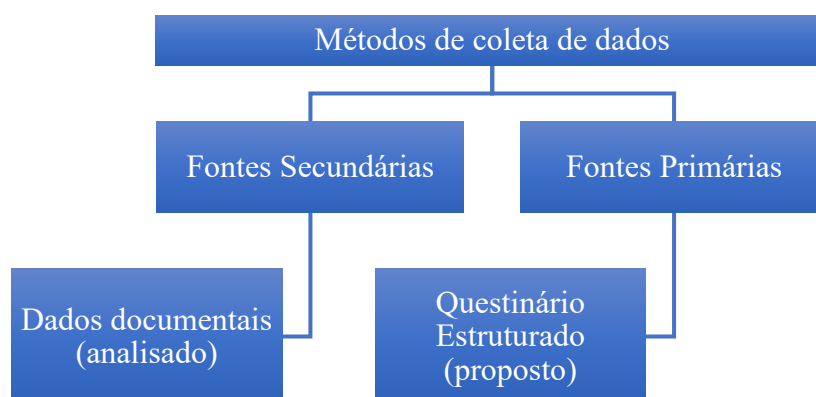 Métodos de coleta de dados
Fontes Secundárias
Fontes Primárias
Dados documentais
(analisado)
Questinário
Estruturado
(proposto)